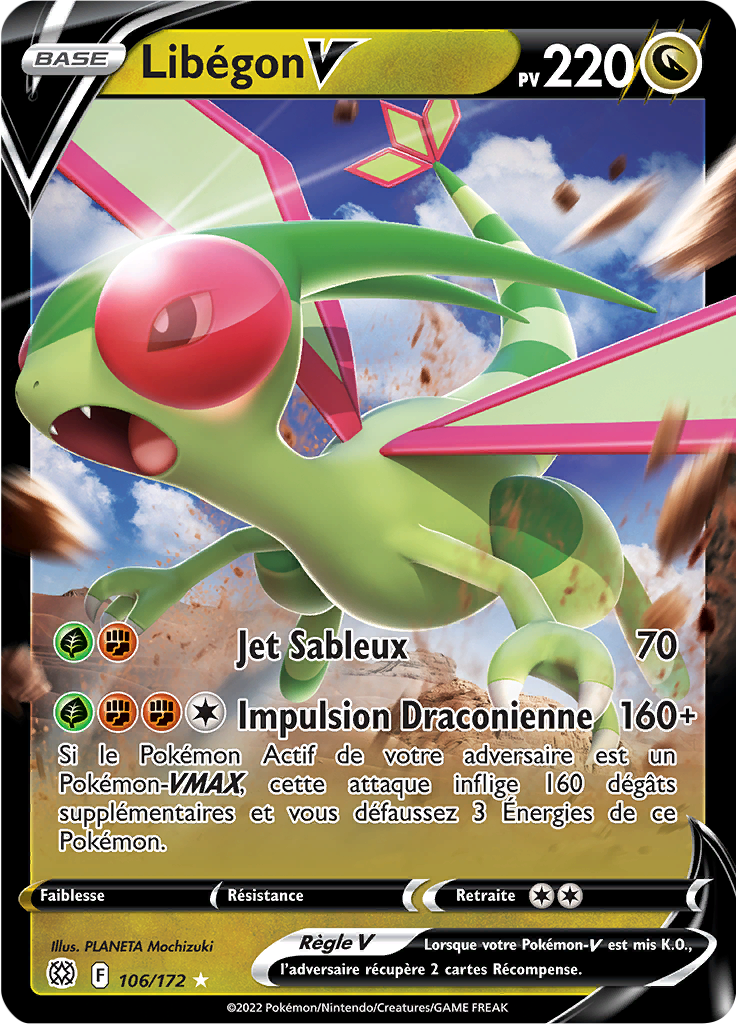 BASE Libégon V PV 220
Jet Sableux 70
Impulsion Draconienne 160+
Si le Pokémon Actif de votre adversaire est un
Pokémon-VMAX, cette attaque inflige 160 dégâts
supplémentaires et vous défaussez 3 Énergies de ce
Pokémon.
Faiblesse Résistance Retraite
Illus. PLANETA Mochizuki
Règle V Lorsque votre Pokémon-V est mis K.O.,
l'adversaire récupère 2 cartes Récompense.
F 106/172
©2022 Pokémon/Nintendo/Creatures/GAME FREAK